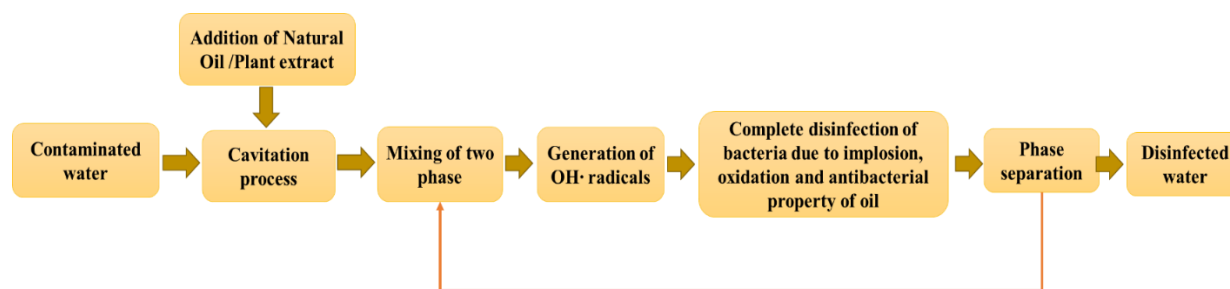 Addition of Natural
Oil /Plant extract
Contaminated
water
Cavitation
process
Mixing of two
phase
Generation of
OH· radicals
Complete disinfection of
bacteria due to implosion,
oxidation and antibacterial
property of oil
Phase
separation
Disinfected
water